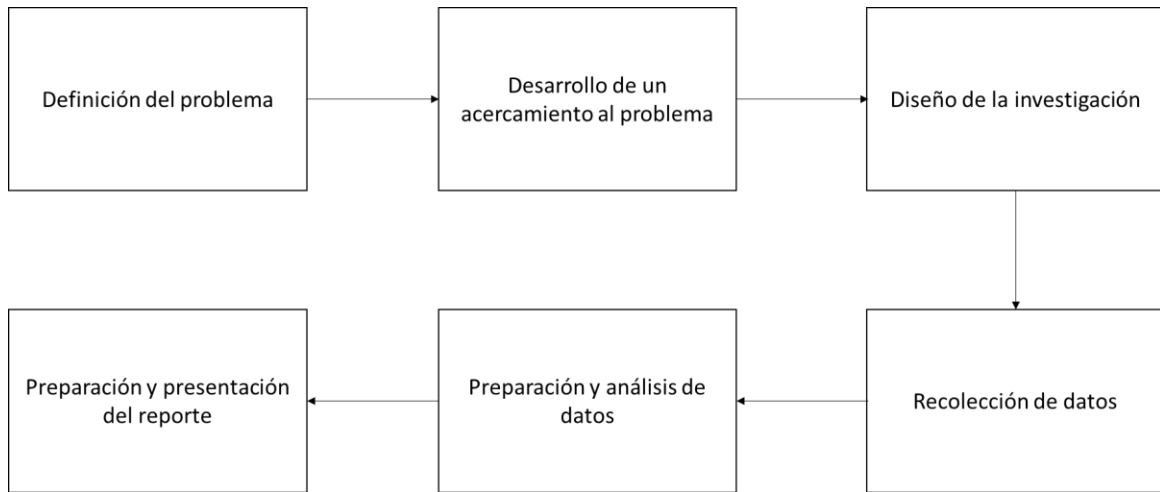 Definición del problema
Desarrollo de un
acercamiento al problema
Diseño de la investigación
Recolección de datos
Preparación y análisis de
datos
Preparación y presentación
del reporte